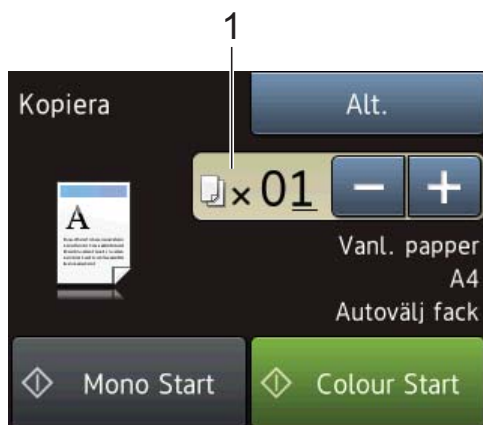 1
Kopiera
Alt.
× 01
A
Vanl. papper
A4
Autovälj fack
Mono Start
Colour Start